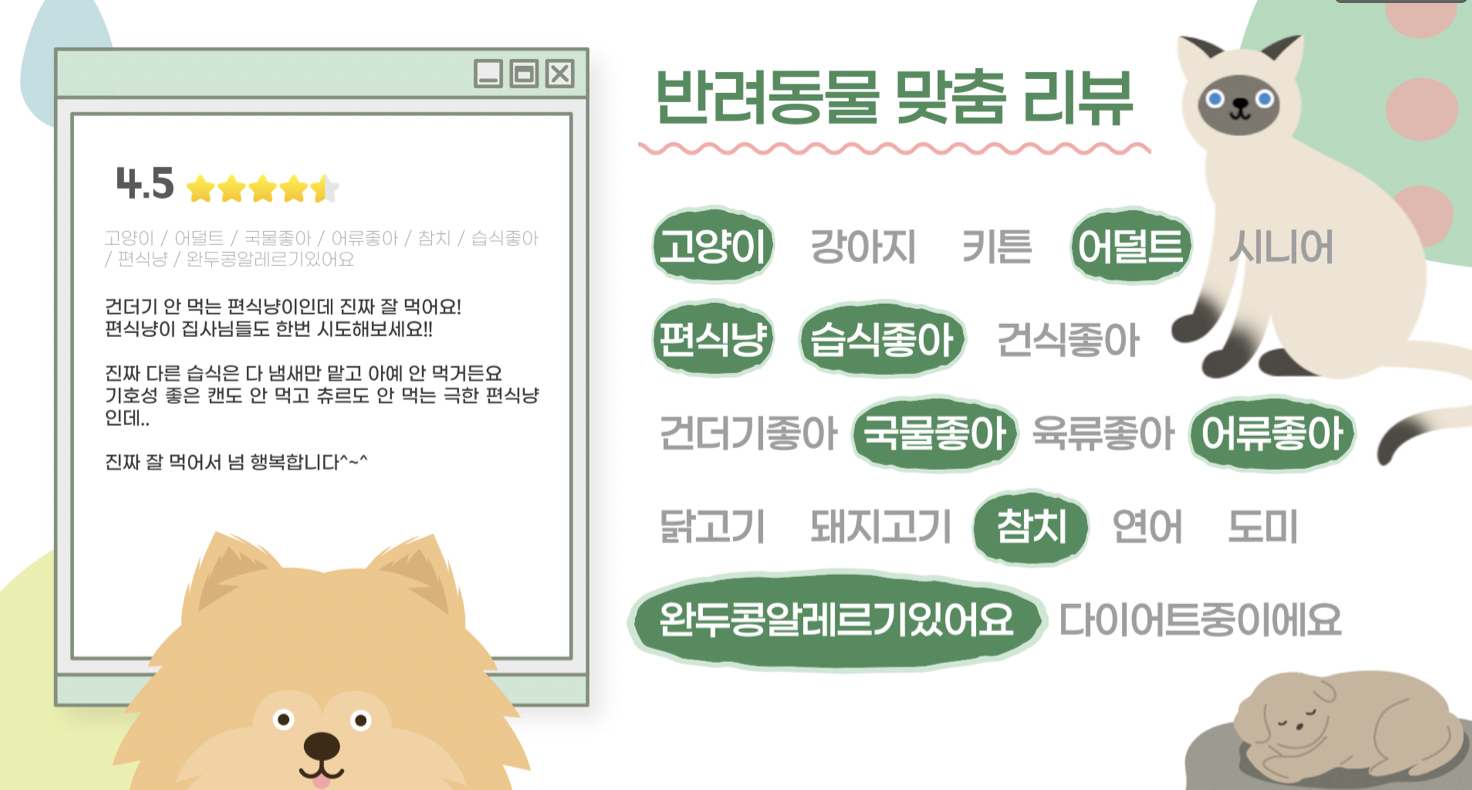 반려동물 맞춤 리뷰
4.5
고양이 / 어덜트 / 국물좋아 / 어류좋아 / 참치 / 습식좋아
/ 편식냥 / 완두콩알레르기있어요
건더기 안 먹는 편식냥이인데 진짜 잘 먹어요!
편식냥이 집사님들도 한번 시도해보세요!!
진짜 다른 습식은 다 냄새만 맡고 아예 안 먹거든요
기호성 좋은 캔도 안 먹고 츄르도 안 먹는 극한 편식냥
인데..
진짜 잘 먹어서 넘 행복합니다^~^
고양이 강아지 키튼 어덜트 시니어
편식냥 습식좋아 건식좋아
건더기좋아 국물좋아 육류좋아 어류좋아
닭고기 돼지고기 참치 연어 도미
완두콩알레르기있어요 다이어트중이에요